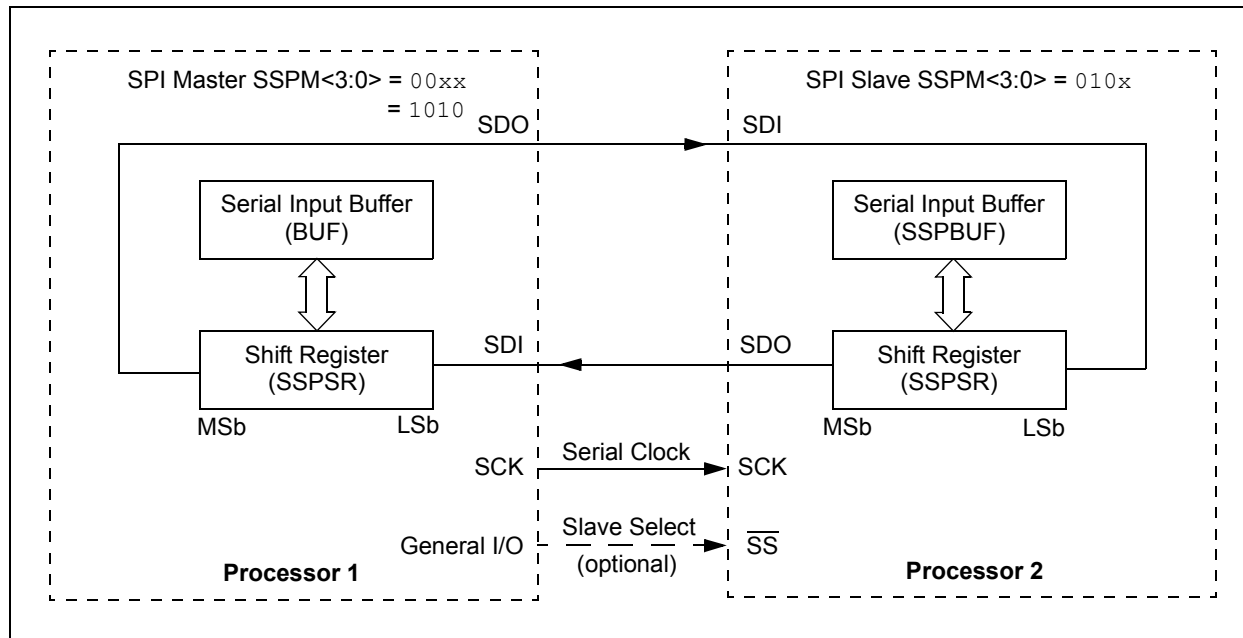 SPI Master SSPM<3:0> = 00xx
= 1010
SDO
Serial Input Buffer
(BUF)
Shift Register
(SSPSR)
MSb
LSb
SDI
SCK
General I/O
Processor 1
Serial Clock
Slave Select
(optional)
SPI Slave SSPM<3:0> = 010x
SDI
Serial Input Buffer
(SSPBUF)
SDO
Shift Register
(SSPSR)
MSb
LSb
SCK
SS
Processor 2